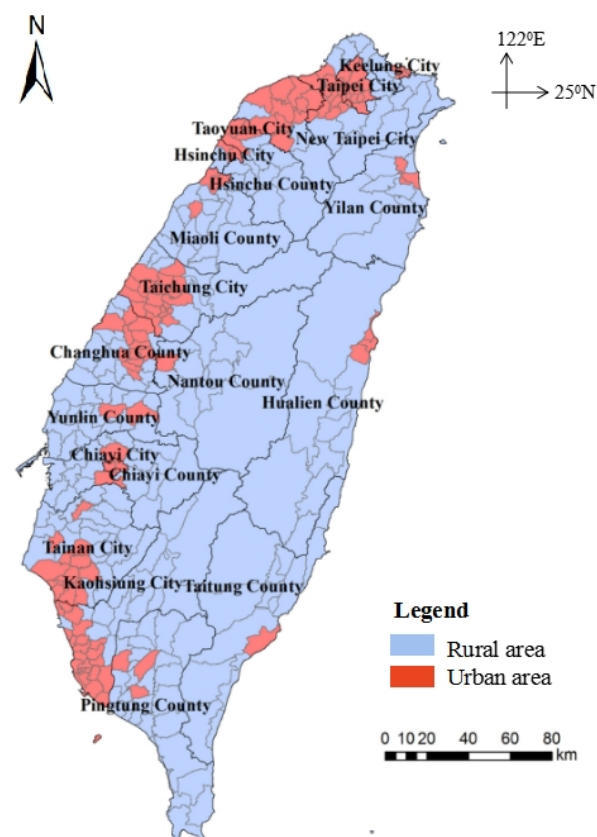 N
122⁰E
25⁰N
Keelung City
Taipei City
Taoyuan City
New Taipei City
Hsinchu City
Hsinchu County
Yilan County
Miaoli County
Taichung City
Changhua County
Nantou County
Hualien County
Yunlin County
Chiayi City
Chiayi County
Tainan City
Kaohsiung City
Taitung County
Pingtung County
Legend
Rural area
Urban area
0 10 20 40 60 80
km